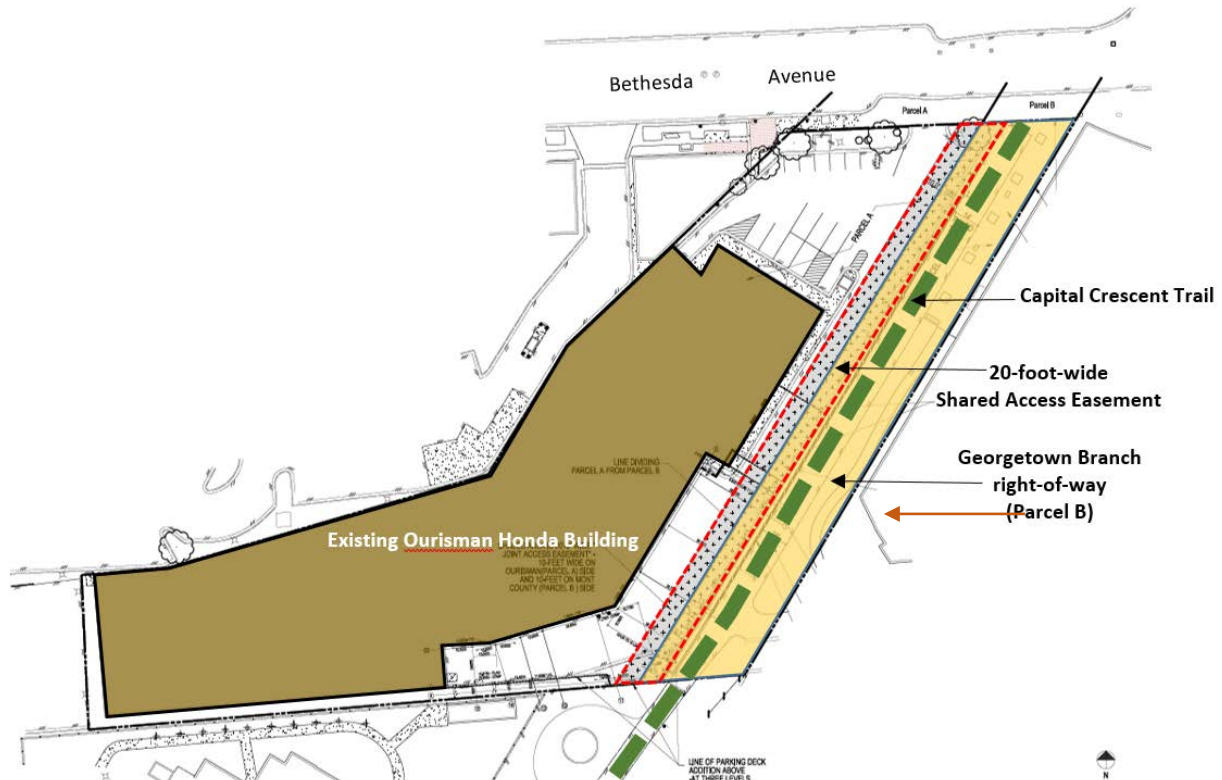 Bethesda Avenue
Parcel A
Parcel B
PARCEL A
Capital Crescent Trail
20-foot-wide
Shared Access Easement
LINE DIVIDING
PARCEL A FROM PARCEL B
Georgetown Branch
right-of-way
(Parcel B)
Existing Ourisman Honda Building
JOINT ACCESS EASEMENT" -
10-FEET WIDE ON
OURISMAN(PARCEL A) SIDE
AND 10-FEET ON MONT
COUNTY (PARCEL B ) SIDE
LINE OF PARKING DECK
ADDITION ABOVE
-AT THREE LEVELS
N